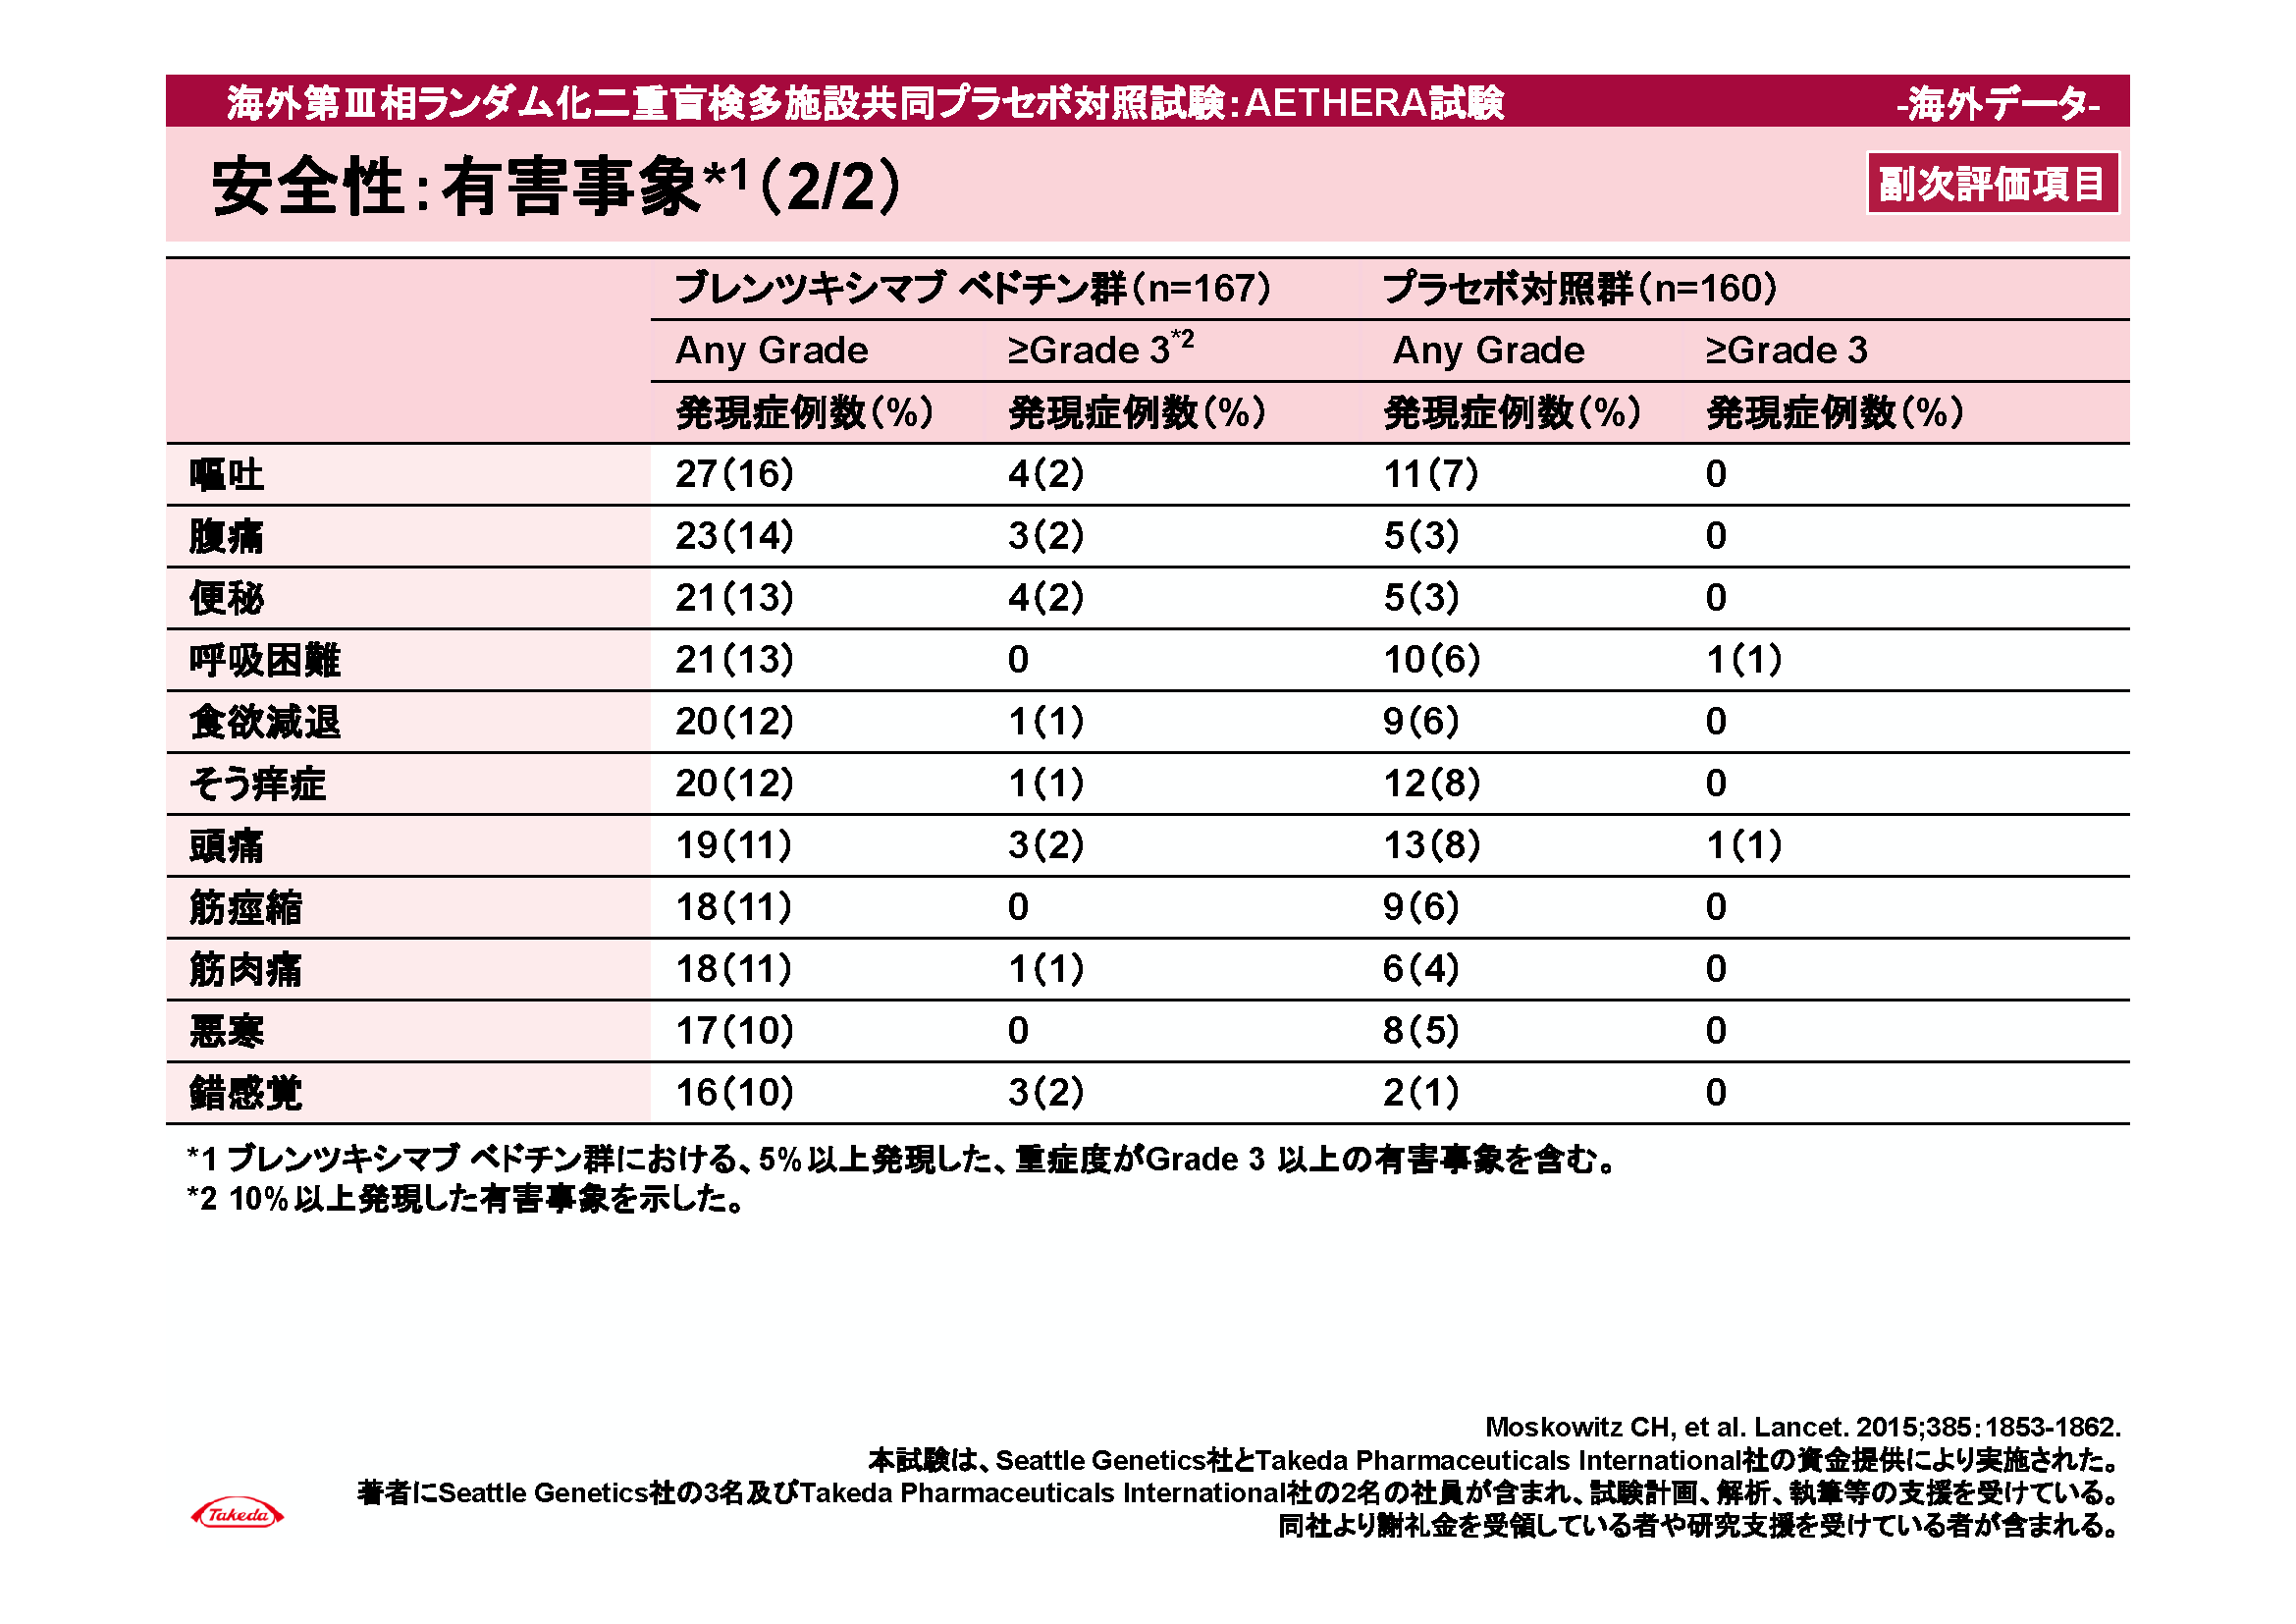 海外第Ⅲ相ランダム化二重盲検多施設共同プラセボ対照試験：AETHERA試験 -海外データ-
安全性：有害事象*1（2/2） 副次評価項目
ブレンツキシマブ ベドチン群（n=167） プラセボ対照群（n=160）
Any Grade ≥Grade 3*2 Any Grade ≥Grade 3
発現症例数（%） 発現症例数（%） 発現症例数（%） 発現症例数（%）
嘔吐 27（16） 4（2） 11（7） 0
腹痛 23（14） 3（2） 5（3） 0
便秘 21（13） 4（2） 5（3） 0
呼吸困難 21（13） 0 10（6） 1（1）
食欲減退 20（12） 1（1） 9（6） 0
そう痒症 20（12） 1（1） 12（8） 0
頭痛 19（11） 3（2） 13（8） 1（1）
筋痙縮 18（11） 0 9（6） 0
筋肉痛 18（11） 1（1） 6（4） 0
悪寒 17（10） 0 8（5） 0
錯感覚 16（10） 3（2） 2（1） 0
*1 ブレンツキシマブ ベドチン群における、5%以上発現した、重症度がGrade 3 以上の有害事象を含む。
*2 10%以上発現した有害事象を示した。
Moskowitz CH, et al. Lancet. 2015;385：1853-1862.
本試験は、Seattle Genetics社とTakeda Pharmaceuticals International社の資金提供により実施された。
著者にSeattle Genetics社の3名及びTakeda Pharmaceuticals International社の2名の社員が含まれ、試験計画、解析、執筆等の支援を受けている。
同社より謝礼金を受領している者や研究支援を受けている者が含まれる。
Takeda